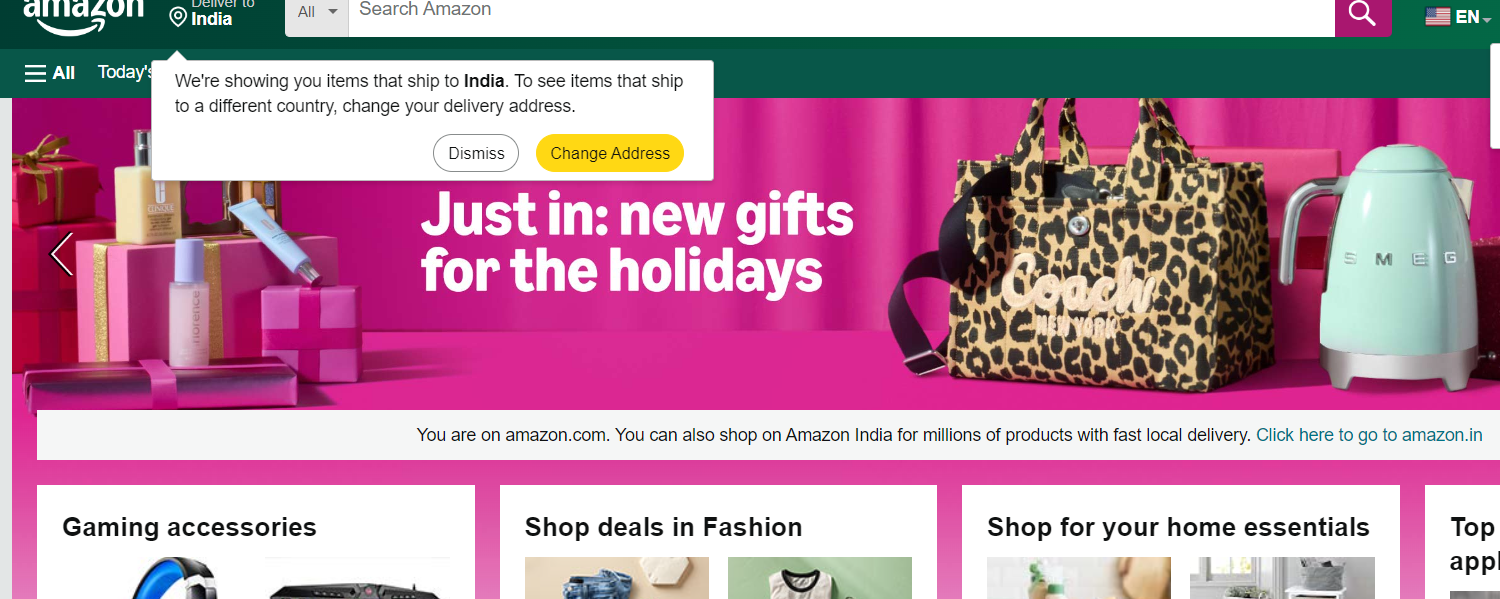 amazon
Deliver to
India
All
Search Amazon
EN
All
Today's
We're showing you items that ship to India. To see items that ship
to a different country, change your delivery address.
Dismiss
Change Address
Just in: new gifts
for the holidays
CLINIQUE
Coach
NEW YORK
SMEG
You are on amazon.com. You can also shop on Amazon India for millions of products with fast local delivery. Click here to go to amazon.in
Gaming accessories
Shop deals in Fashion
Shop for your home essentials
Top
appl